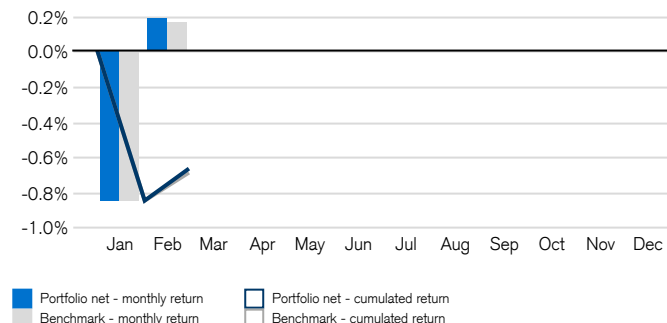 0.2%
0.0%
-0.2%
-0.4%
-0.6%
-0.8%
-1.0%
Jan Feb Mar Apr May Jun Jul Aug Sep Oct Nov Dec
Portfolio net - monthly return Portfolio net - cumulated return
Benchmark - monthly return Benchmark - cumulated return